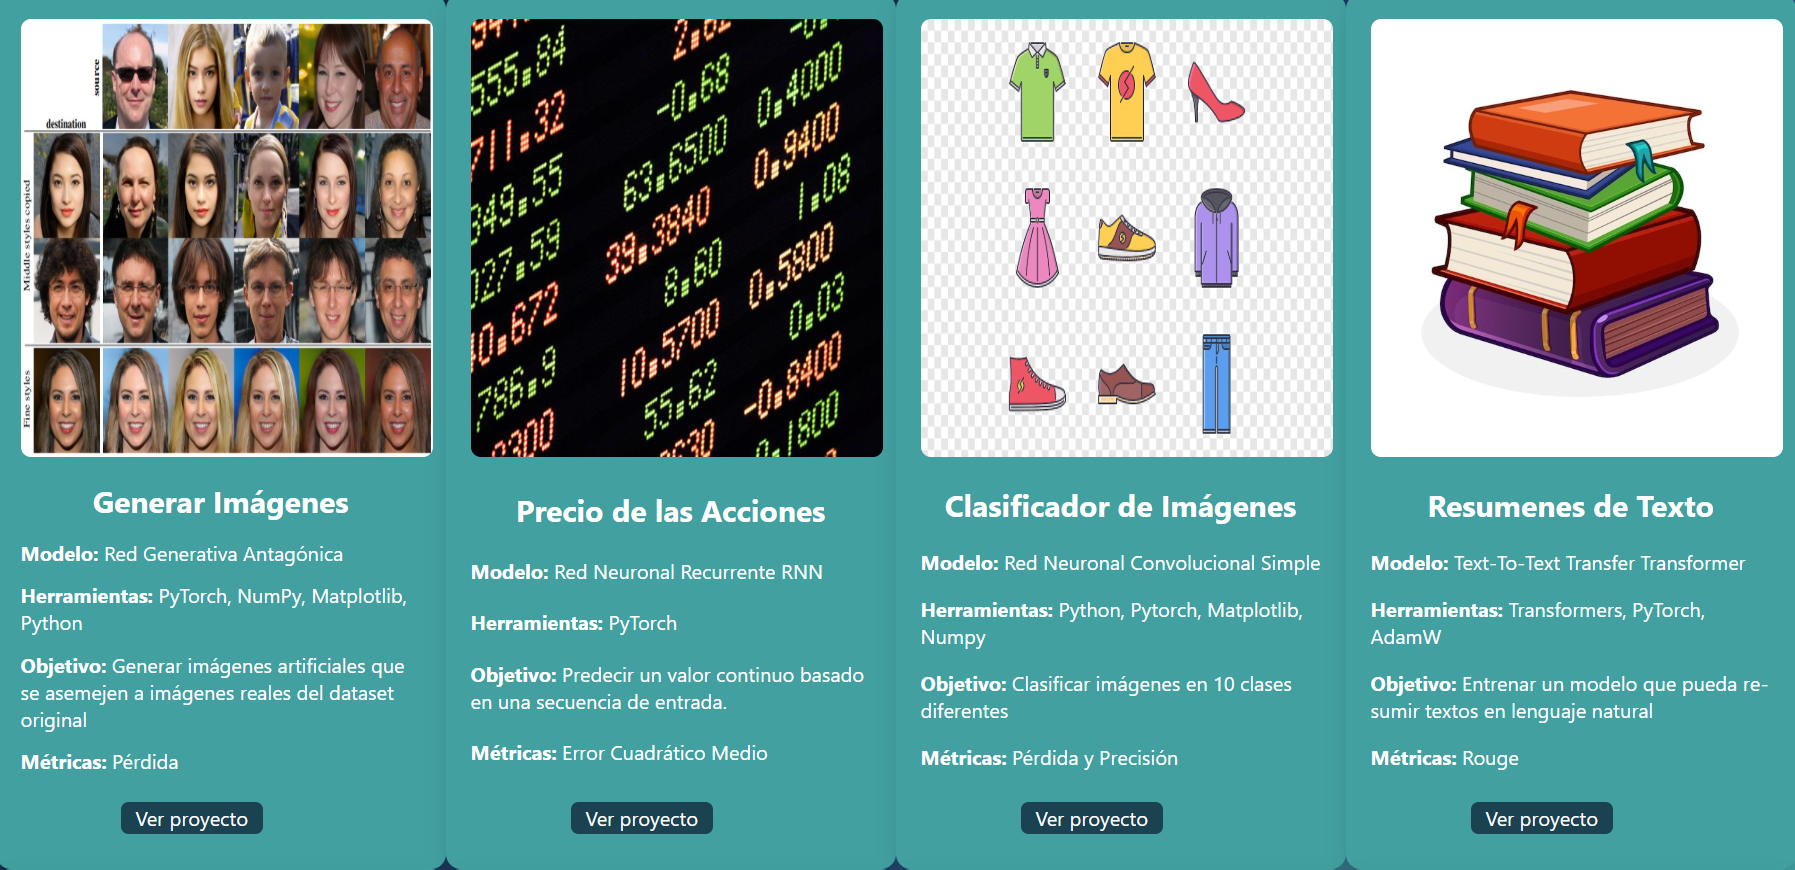 source
destination
Middle styles copied
Fine styles
555.84
2.62
-0.68
0.4000
711.32
63.6500
0.9400
349.55
39.3840
1.08
027.59
8.60
0.5800
10.5700
0.03
786.9
55.62
-0.8400
0.1800
Generar Imágenes
Modelo: Red Generativa Antagónica
Herramientas: PyTorch, NumPy, Matplotlib,
Python
Objetivo: Generar imágenes artificiales que
se asemejen a imágenes reales del dataset
original
Métricas: Pérdida
Ver proyecto
Precio de las Acciones
Modelo: Red Neuronal Recurrente RNN
Herramientas: PyTorch
Objetivo: Predecir un valor continuo basado
en una secuencia de entrada.
Métricas: Error Cuadrático Medio
Ver proyecto
Clasificador de Imágenes
Modelo: Red Neuronal Convolucional Simple
Herramientas: Python, Pytorch, Matplotlib,
Numpy
Objetivo: Clasificar imágenes en 10 clases
diferentes
Métricas: Pérdida y Precisión
Ver proyecto
Resumenes de Texto
Modelo: Text-To-Text Transfer Transformer
Herramientas: Transformers, PyTorch,
AdamW
Objetivo: Entrenar un modelo que pueda re-
sumir textos en lenguaje natural
Métricas: Rouge
Ver proyecto